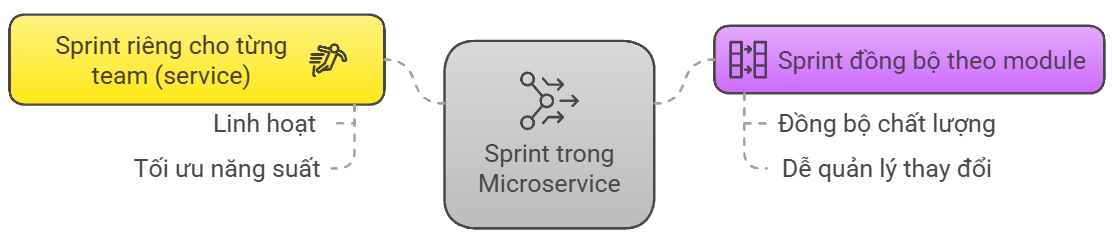 Sprint riêng cho từng
team (service)
Linh hoạt
Tối ưu năng suất
Sprint trong
Microservice
Sprint đồng bộ theo module
Đồng bộ chất lượng
Dễ quản lý thay đổi